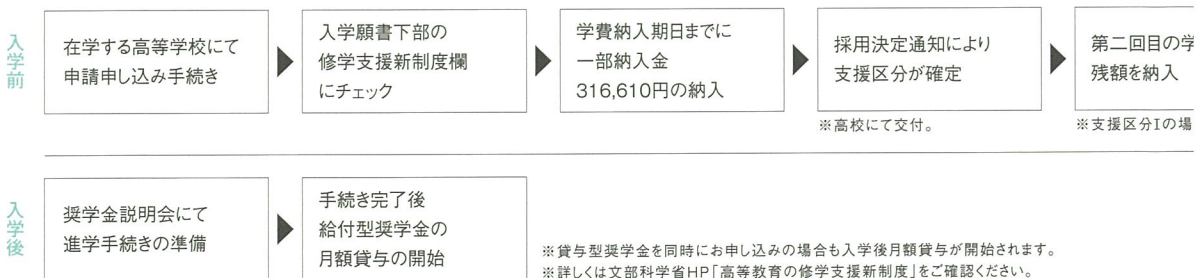 入学前
在学する高等学校にて
申請申し込み手続き
入学願書下部の
修学支援新制度欄
にチェック
学費納入期日までに
一部納入金
316,610円の納入
採用決定通知により
支援区分が確定
※高校にて交付。
第二回目の学
残額を納入
※支援区分Iの場
入学後
奨学金説明会にて
進学手続きの準備
手続き完了後
給付型奨学金の
月額貸与の開始
※貸与型奨学金を同時にお申し込みの場合も入学後月額貸与が開始されます。
※詳しくは文部科学省HP「高等教育の修学支援新制度」をご確認ください。